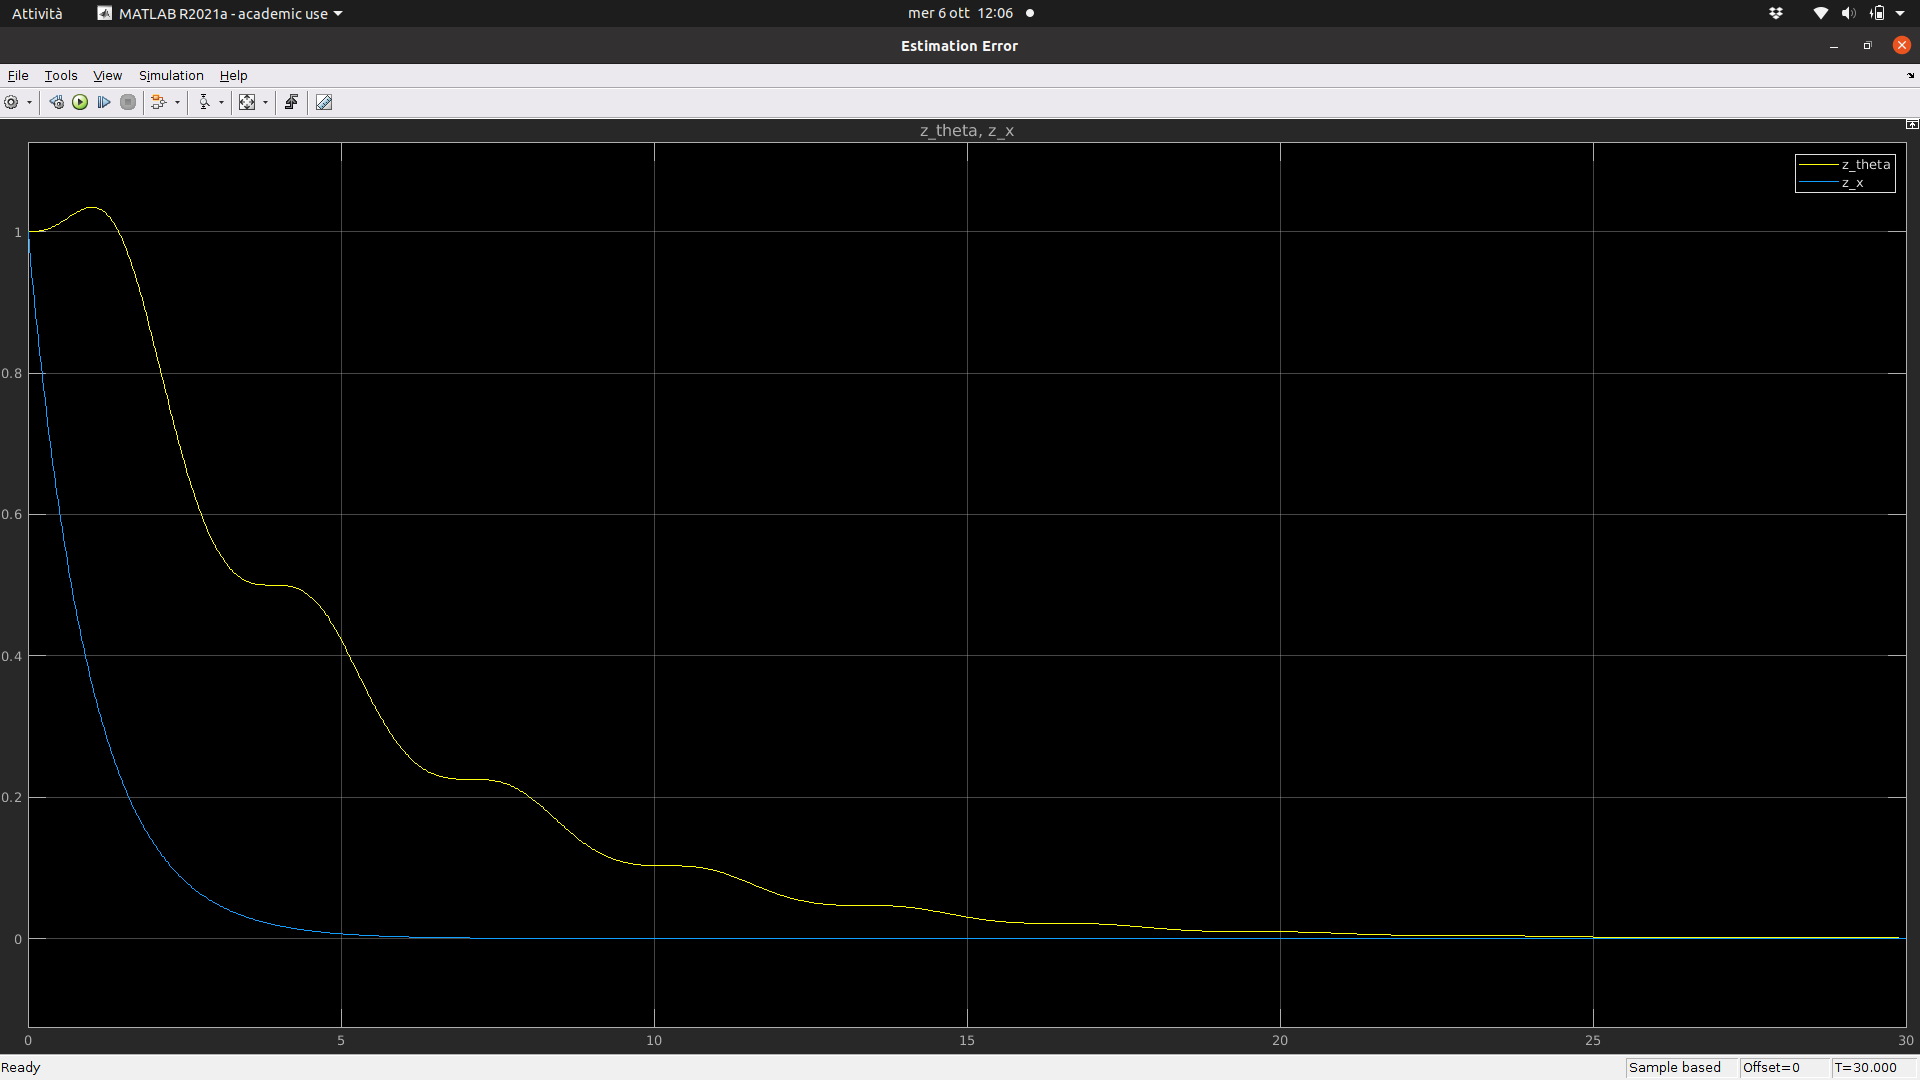 Attività MATLAB R2021a - academic use mer 6 ott 12:06
Estimation Error
File Tools View Simulation Help
z_theta, z_x
z_theta
z_x
1
0.8
0.6
0.4
0.2
0
0 5 10 15 20 25 30
Ready Sample based Offset=0 T=30.000